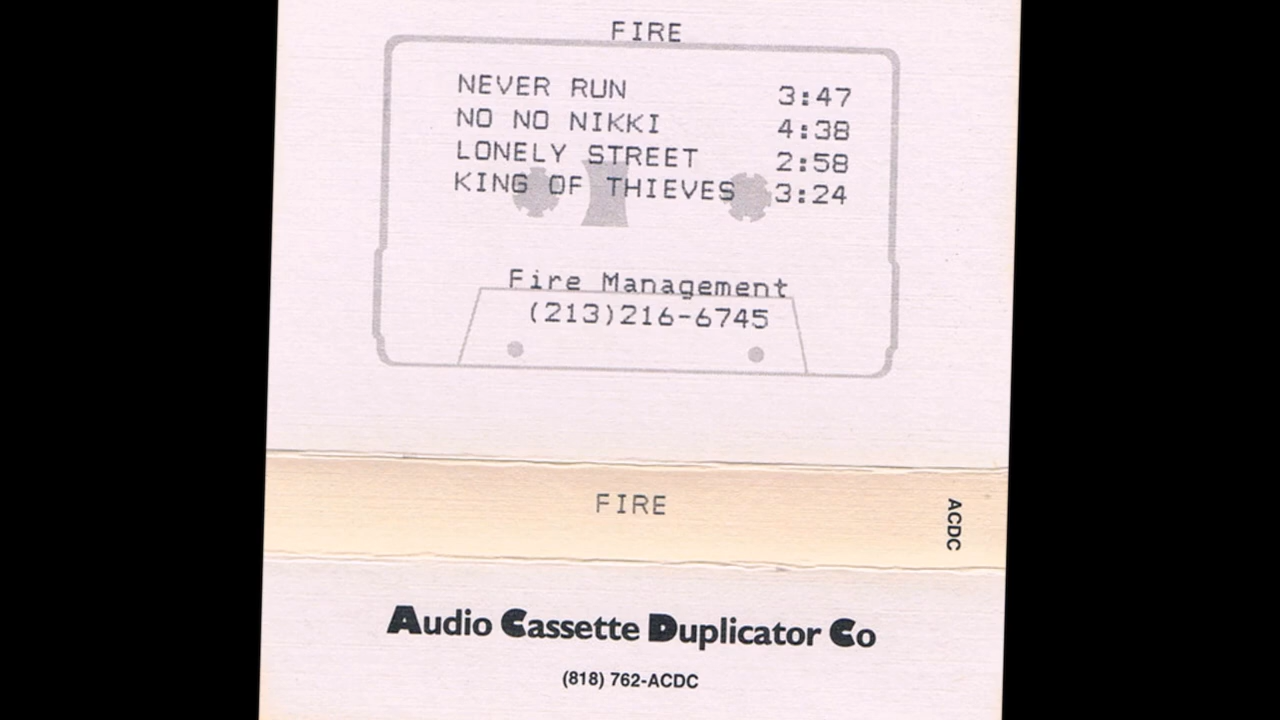 FIRE
NEVER RUN 3:47
NO NO NIKKI 4:38
LONELY STREET 2:58
KING OF THIEVES 3:24
Fire Management
(213)216-6745
FIRE
ACDC
Audio Cassette Duplicator Co
(818) 762-ACDC